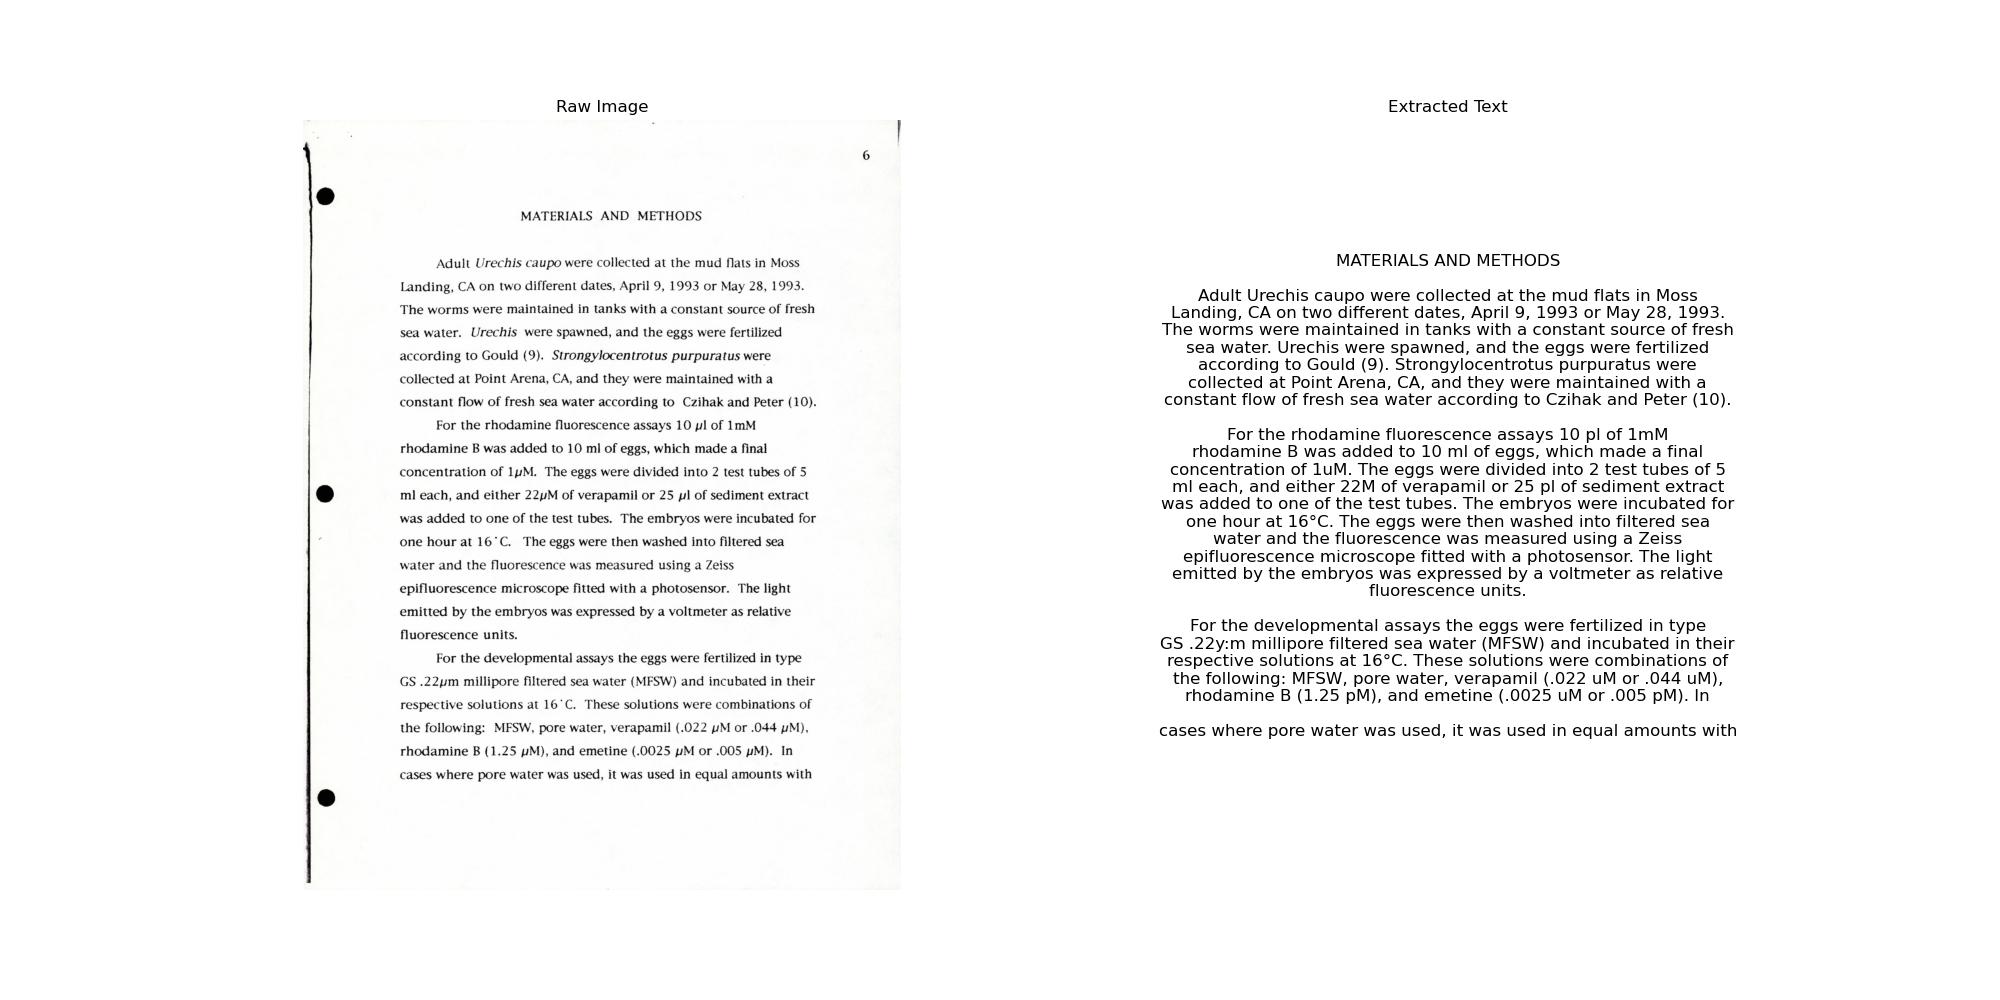 Raw Image
6
MATERIALS AND METHODS
Adult Urechis caupo were collected at the mud flats in Moss
Landing, CA on two different dates, April 9, 1993 or May 28, 1993.
The worms were maintained in tanks with a constant source of fresh
sea water. Urechis were spawned, and the eggs were fertilized
according to Gould (9). Strongylocentrotus purpuratus were
collected at Point Arena, CA, and they were maintained with a
constant flow of fresh sea water according to Czihak and Peter (10).
For the rhodamine fluorescence assays 10 µl of 1mM
rhodamine B was added to 10 ml of eggs, which made a final
concentration of 1µM. The eggs were divided into 2 test tubes of 5
ml each, and either 22µM of verapamil or 25 µl of sediment extract
was added to one of the test tubes. The embryos were incubated for
one hour at 16˚C. The eggs were then washed into filtered sea
water and the fluorescence was measured using a Zeiss
epifluorescence microscope fitted with a photosensor. The light
emitted by the embryos was expressed by a voltmeter as relative
fluorescence units.
For the developmental assays the eggs were fertilized in type
GS .22µm millipore filtered sea water (MFSW) and incubated in their
respective solutions at 16˚C. These solutions were combinations of
the following: MFSW, pore water, verapamil (.022 µM or .044 µM),
rhodamine B (1.25 µM), and emetine (.0025 µM or .005 µM). In
cases where pore water was used, it was used in equal amounts with
Extracted Text
MATERIALS AND METHODS
Adult Urechis caupo were collected at the mud flats in Moss
Landing, CA on two different dates, April 9, 1993 or May 28, 1993.
The worms were maintained in tanks with a constant source of fresh
sea water. Urechis were spawned, and the eggs were fertilized
according to Gould (9). Strongylocentrotus purpuratus were
collected at Point Arena, CA, and they were maintained with a
constant flow of fresh sea water according to Czihak and Peter (10).
For the rhodamine fluorescence assays 10 pl of 1mM
rhodamine B was added to 10 ml of eggs, which made a final
concentration of 1uM. The eggs were divided into 2 test tubes of 5
ml each, and either 22M of verapamil or 25 pl of sediment extract
was added to one of the test tubes. The embryos were incubated for
one hour at 16°C. The eggs were then washed into filtered sea
water and the fluorescence was measured using a Zeiss
epifluorescence microscope fitted with a photosensor. The light
emitted by the embryos was expressed by a voltmeter as relative
fluorescence units.
For the developmental assays the eggs were fertilized in type
GS .22y:m millipore filtered sea water (MFSW) and incubated in their
respective solutions at 16°C. These solutions were combinations of
the following: MFSW, pore water, verapamil (.022 uM or .044 uM),
rhodamine B (1.25 pM), and emetine (.0025 uM or .005 pM). In
cases where pore water was used, it was used in equal amounts with